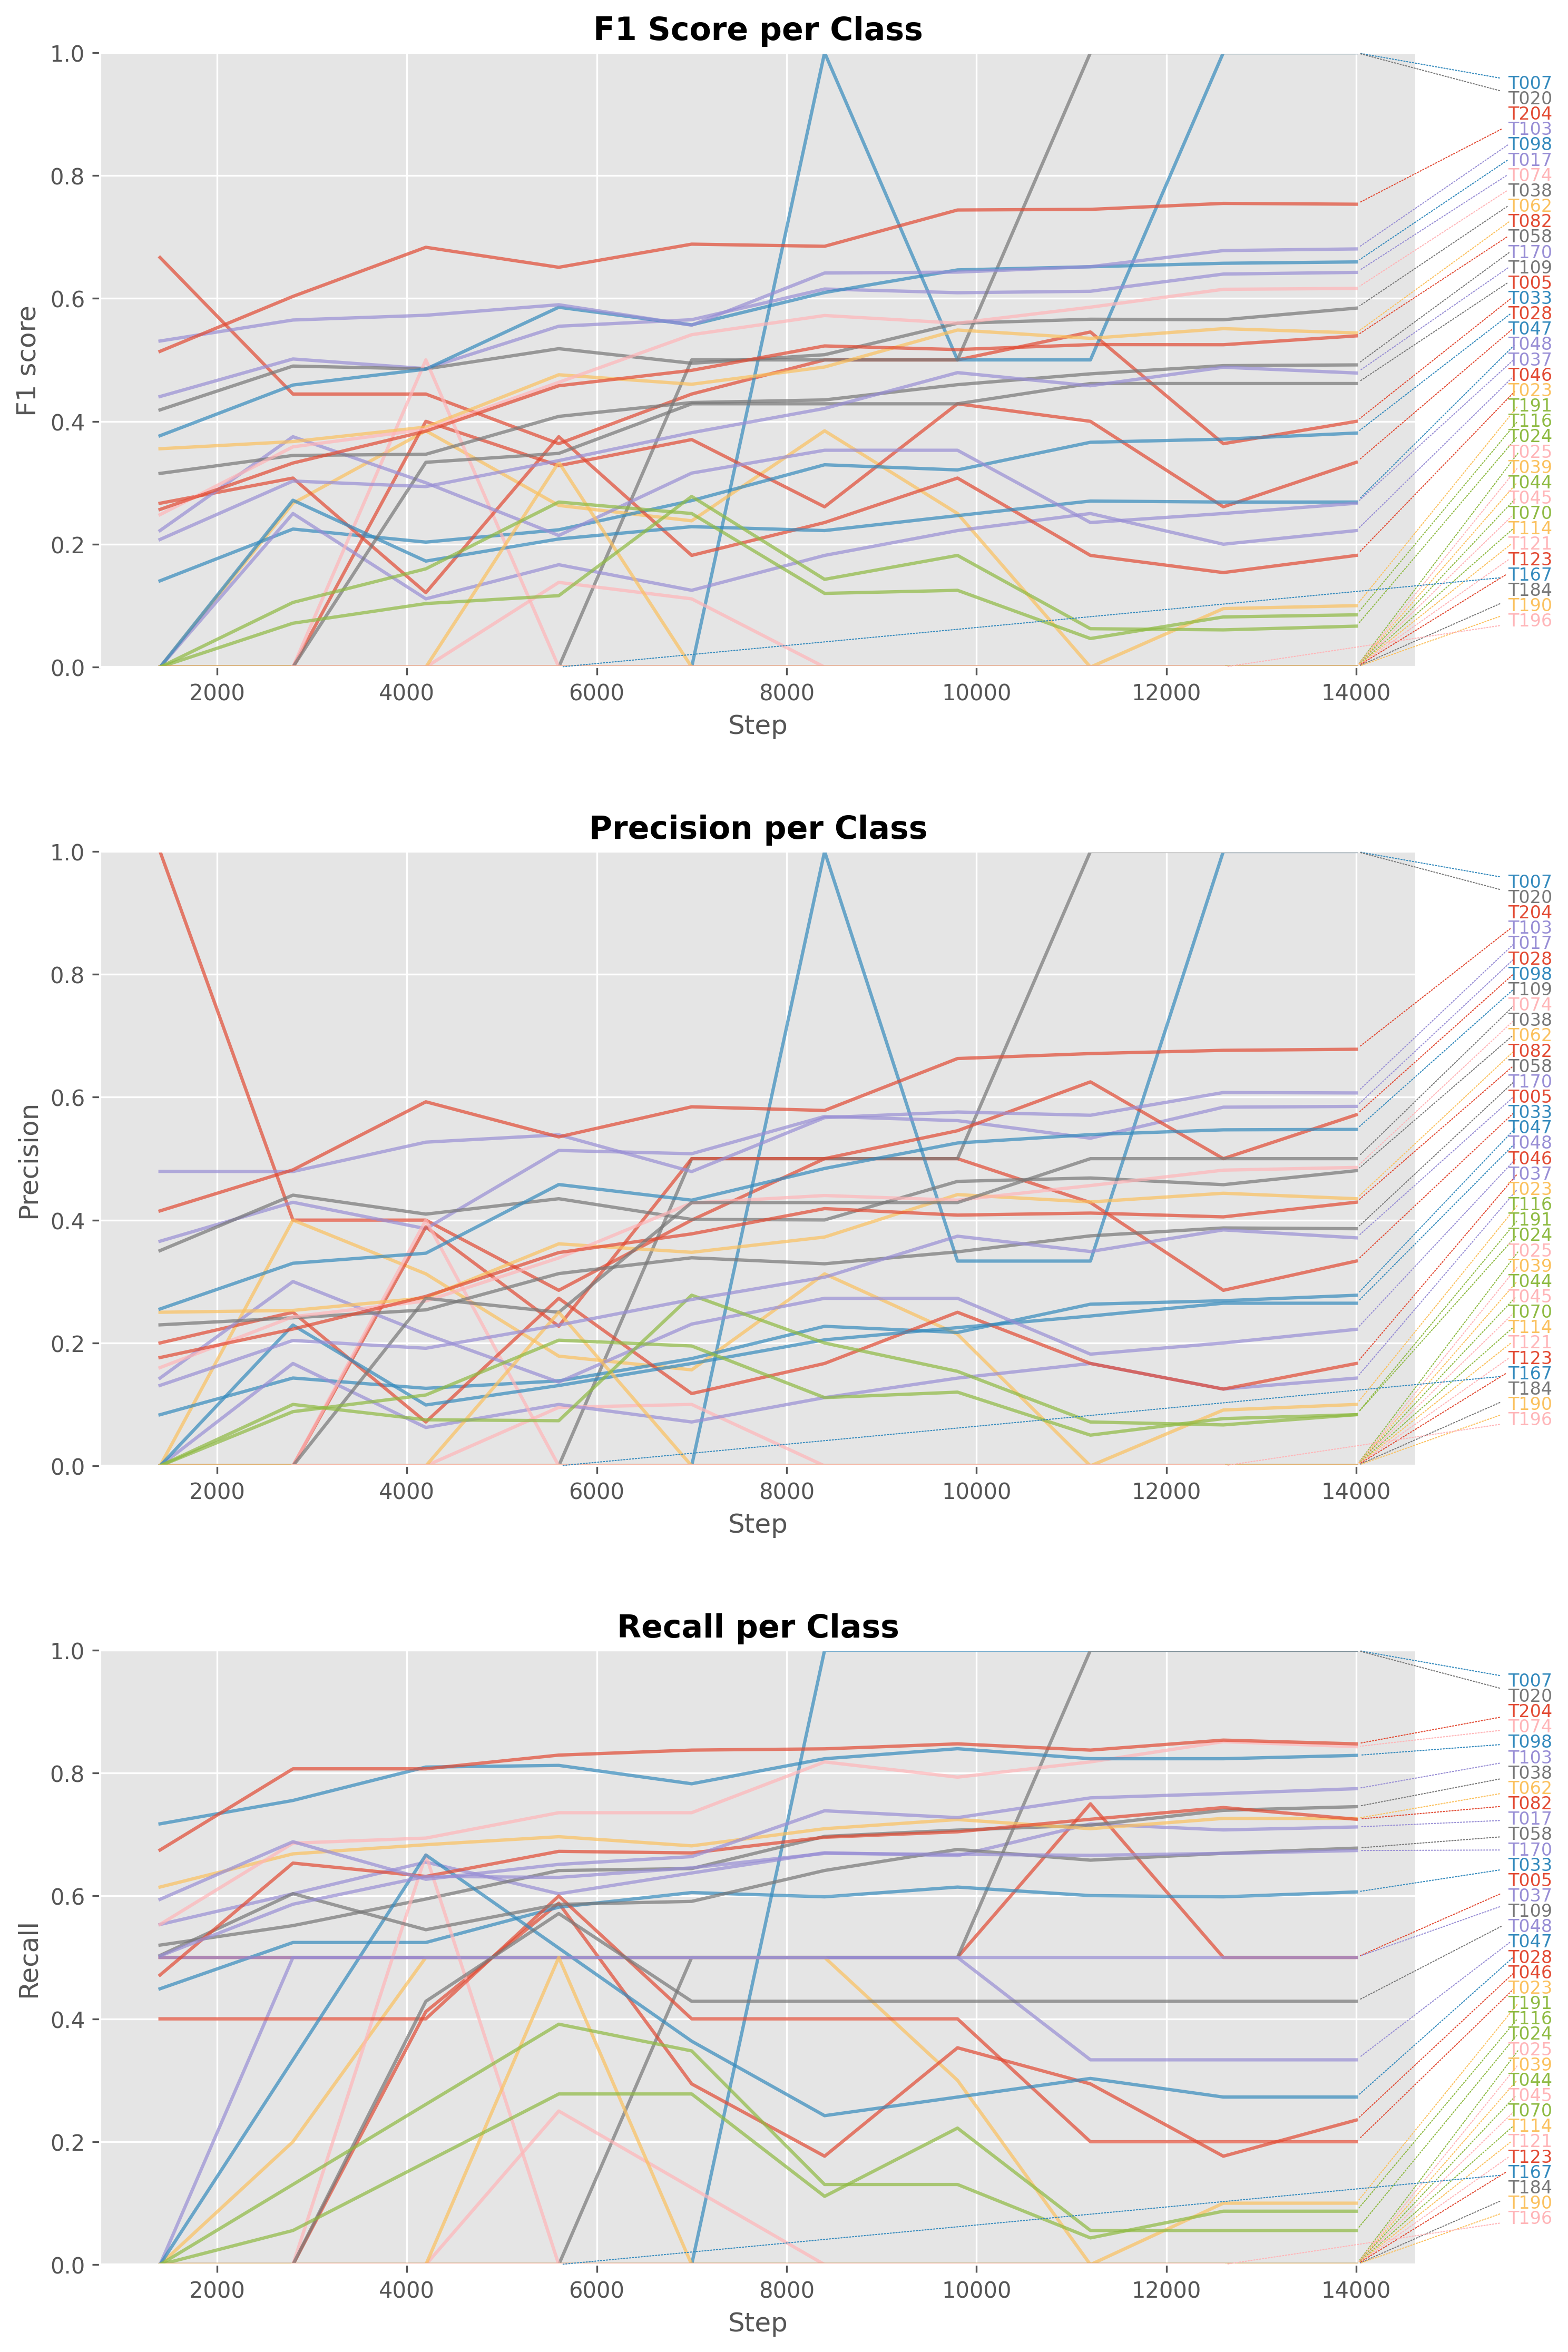 F1 Score per Class
1.0
0.8
0.6
0.4
0.2
0.0
F1 score
2000 4000 6000 8000 10000 12000 14000
Step
T007
T020
T204
T103
T098
T017
T074
T038
T062
T082
T058
T170
T109
T005
T033
T028
T047
T048
T037
T046
T023
T191
T116
T024
T025
T039
T044
T045
T070
T114
T121
T123
T167
T184
T190
T196
Precision per Class
1.0
0.8
0.6
0.4
0.2
0.0
Precision
2000 4000 6000 8000 10000 12000 14000
Step
T007
T020
T204
T103
T017
T028
T098
T109
T074
T038
T062
T082
T058
T170
T005
T033
T047
T048
T046
T037
T023
T116
T191
T024
T025
T039
T044
T045
T070
T114
T121
T123
T167
T184
T190
T196
Recall per Class
1.0
0.8
0.6
0.4
0.2
0.0
Recall
2000 4000 6000 8000 10000 12000 14000
Step
T007
T020
T204
T074
T098
T103
T038
T062
T082
T017
T058
T170
T033
T005
T037
T109
T048
T047
T028
T046
T023
T191
T116
T024
T025
T039
T044
T045
T070
T114
T121
T123
T167
T184
T190
T196